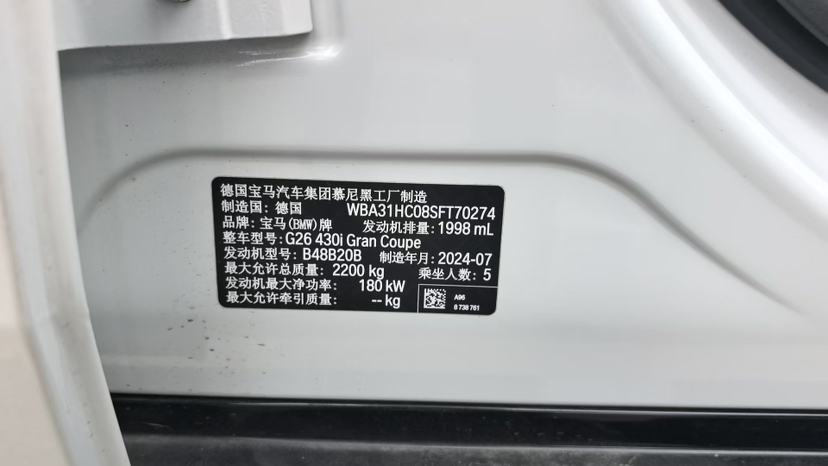 德国宝马汽车集团慕尼黑工厂制造
制造国: 德国 WBA31HC08SFT70274
品牌: 宝马(BMW)牌 发动机排量: 1998 mL
整车型号: G26 430i Gran Coupe
发动机型号: B48B20B 制造年月: 2024-07
最大允许总质量: 2200 kg 乘坐人数: 5
发动机最大净功率: 180 kW
最大允许牵引质量: -- kg
A96
6 738 761